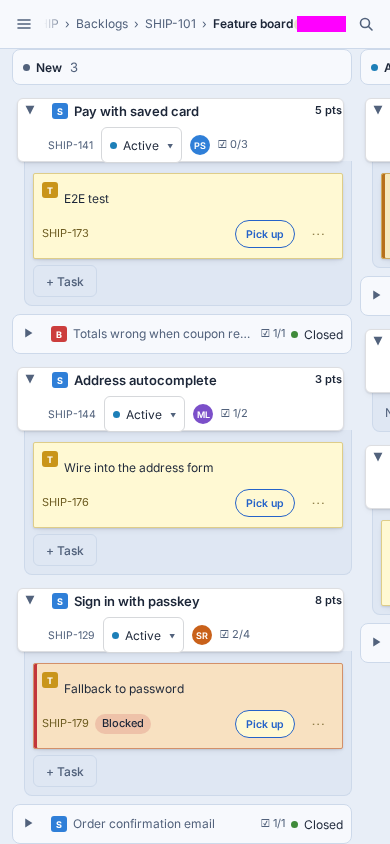 IP › Backlogs › SHIP-101 › Feature board
New 3
▼ S Pay with saved card 5 pts
SHIP-141 Active ▾ PS ☑ 0/3
T E2E test
SHIP-173 Pick up ...
+ Task
▶ B Totals wrong when coupon re... ☑ 1/1 Closed
▼ S Address autocomplete 3 pts
SHIP-144 Active ▾ ML ☑ 1/2
T Wire into the address form
SHIP-176 Pick up ...
+ Task
▼ S Sign in with passkey 8 pts
SHIP-129 Active ▾ SR ☑ 2/4
T Fallback to password
SHIP-179 Blocked Pick up ...
+ Task
▶ S Order confirmation email ☑ 1/1 Closed